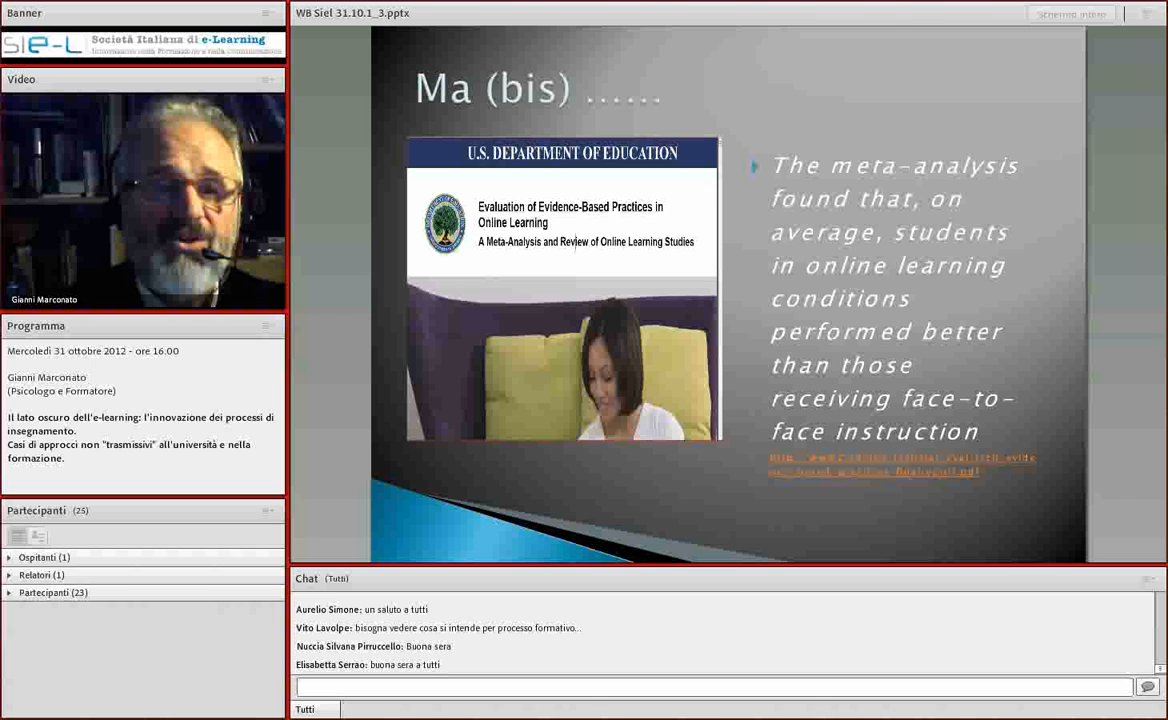 Banner
sie-L Società Italiana di e-Learning
Video
Gianni Marconato
Programma
Mercoledì 31 ottobre 2012 - ore 16:00
Gianni Marconato
(Psicologo e Formatore)
Il lato oscuro dell'e-learning: l'innovazione dei processi di
insegnamento.
Casi di approcci non "trasmissivi" all'università e nella
formazione.
Partecipanti (25)
Ospitanti (1)
Relatori (1)
Partecipanti (23)
WB Siel 31.10.1_3.pptx
Schermo intero
Ma (bis) ......
U.S. DEPARTMENT OF EDUCATION
Evaluation of Evidence-Based Practices in
Online Learning
A Meta-Analysis and Review of Online Learning Studies
The meta-analysis
found that, on
average, students
in online learning
conditions
performed better
than those
receiving face-to-
face instruction
Chat (Tutti)
Aurelio Simone: un saluto a tutti
Vito Lavolpe: bisogna vedere cosa si intende per processo formativo...
Nuccia Silvana Pirruccello: Buona sera
Elisabetta Serrao: buona sera a tutti
Tutti